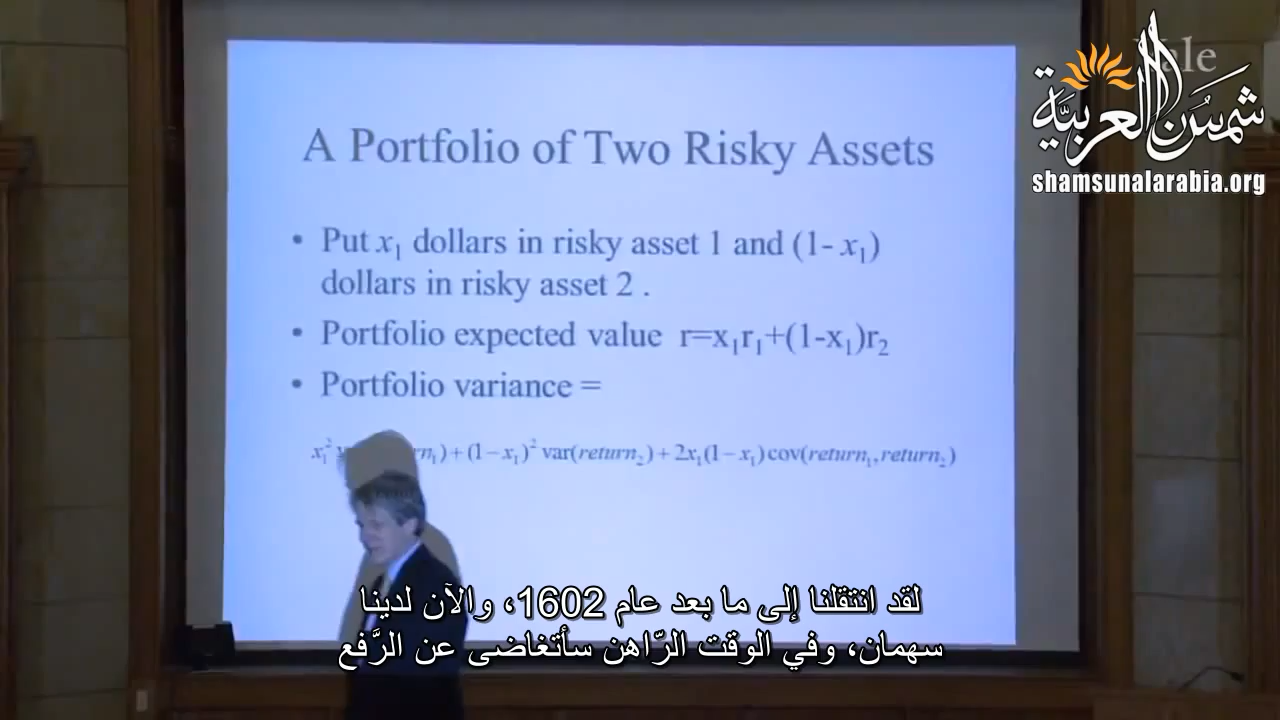 A Portfolio of Two Risky Assets
• Put x₁ dollars in risky asset 1 and (1- x₁)
dollars in risky asset 2 .
• Portfolio expected value r=x₁r₁+(1-x₁)r₂
• Portfolio variance =
x₁² rn₁)+(1−x₁)² var(return₂)+2x₁(1−x₁)cov(return₁,return₂)
شمس العربية
shamsunalarabia.org
لقد انتقلنا إلى ما بعد عام 1602، والآن لدينا
سهمان، وفي الوقت الرّاهن سأتغاضى عن الرَّفع